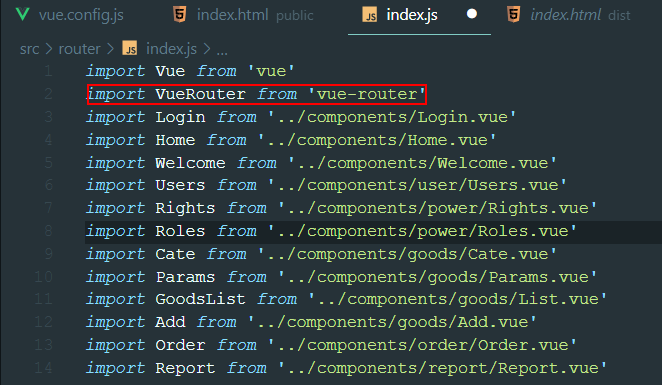 vue.config.js index.html public index.js index.html dist
src > router > index.js > ...
1 import Vue from 'vue'
2 import VueRouter from 'vue-router'
3 import Login from '../components/Login.vue'
4 import Home from '../components/Home.vue'
5 import Welcome from '../components/Welcome.vue'
6 import Users from '../components/user/Users.vue'
7 import Rights from '../components/power/Rights.vue'
8 import Roles from '../components/power/Roles.vue'
9 import Cate from '../components/goods/Cate.vue'
10 import Params from '../components/goods/Params.vue'
11 import GoodsList from '../components/goods/List.vue'
12 import Add from '../components/goods/Add.vue'
13 import Order from '../components/order/Order.vue'
14 import Report from '../components/report/Report.vue'